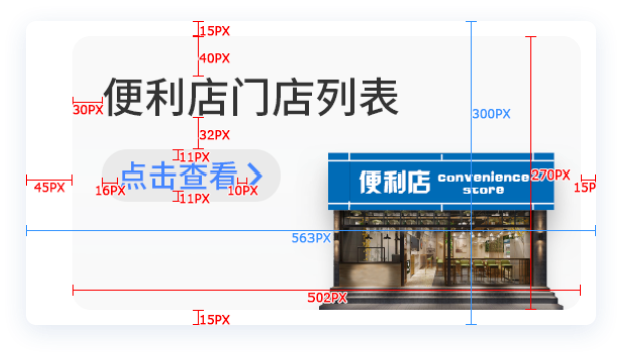 15PX
40PX
30PX
便利店门店列表
32PX
300PX
11PX
点击查看
16PX
10PX
11PX
45PX
便利店
convenience
store
270PX
15P
563PX
502PX
15PX